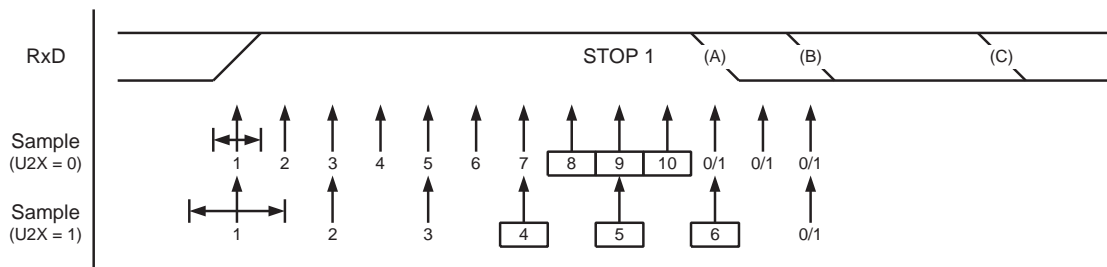 RxD STOP 1 (A) (B) (C)
Sample
(U2X = 0) 1 2 3 4 5 6 7 8 9 10 0/1 0/1 0/1
Sample
(U2X = 1) 1 2 3 4 5 6 0/1